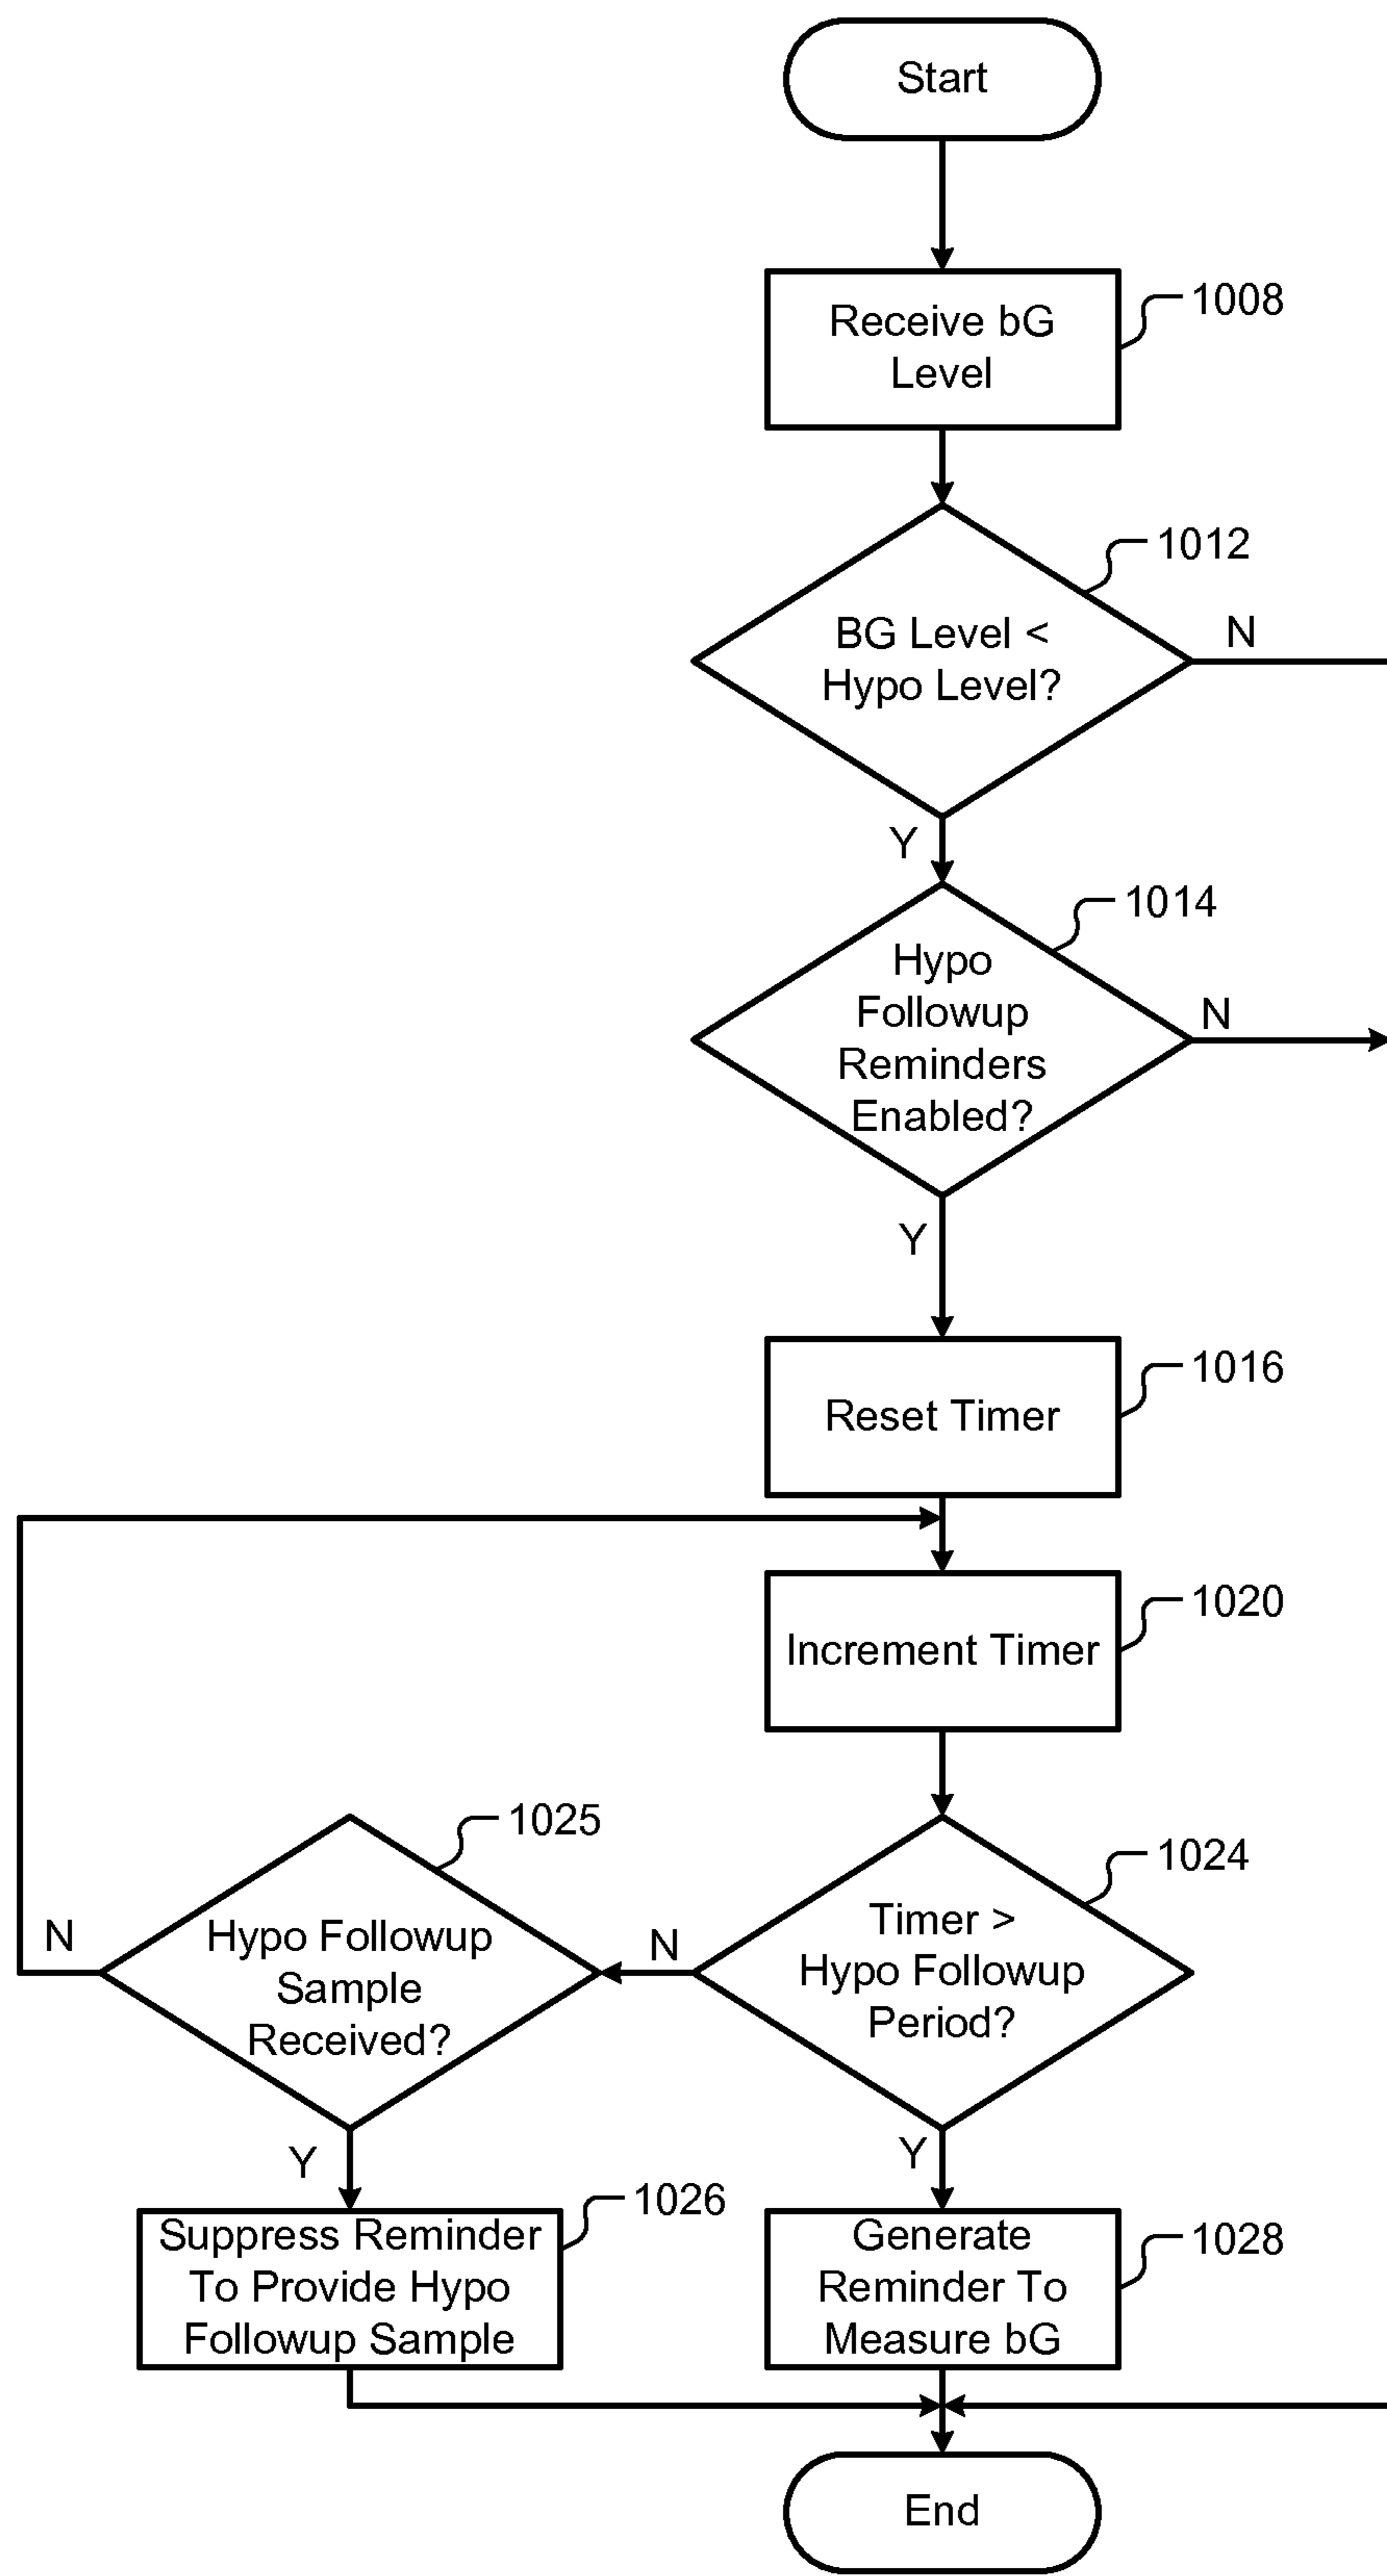 Start
Receive bG
Level
1008
BG Level <
Hypo Level?
1012
N
Y
Hypo
Followup
Reminders
Enabled?
1014
N
Y
Reset Timer
1016
Increment Timer
1020
Timer >
Hypo Followup
Period?
1024
N
Y
Hypo Followup
Sample
Received?
1025
N
Y
Suppress Reminder
To Provide Hypo
Followup Sample
1026
Generate
Reminder To
Measure bG
1028
End